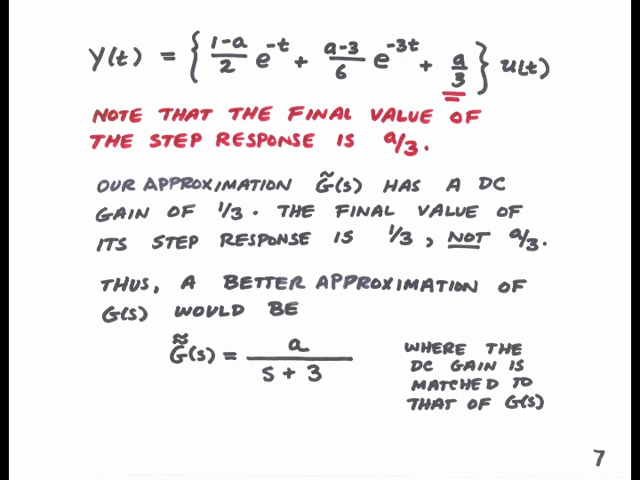 y(t) = { (1-a)/2 e^-t + (a-3)/6 e^-3t + a/3 } u(t)
NOTE THAT THE FINAL VALUE OF
THE STEP RESPONSE IS a/3.
OUR APPROXIMATION G̃(s) HAS A DC
GAIN OF 1/3. THE FINAL VALUE OF
ITS STEP RESPONSE IS 1/3, NOT a/3.
THUS, A BETTER APPROXIMATION OF
G(s) WOULD BE
G̃̃(s) = a / (s + 3)
WHERE THE
DC GAIN IS
MATCHED TO
THAT OF G(s)
7